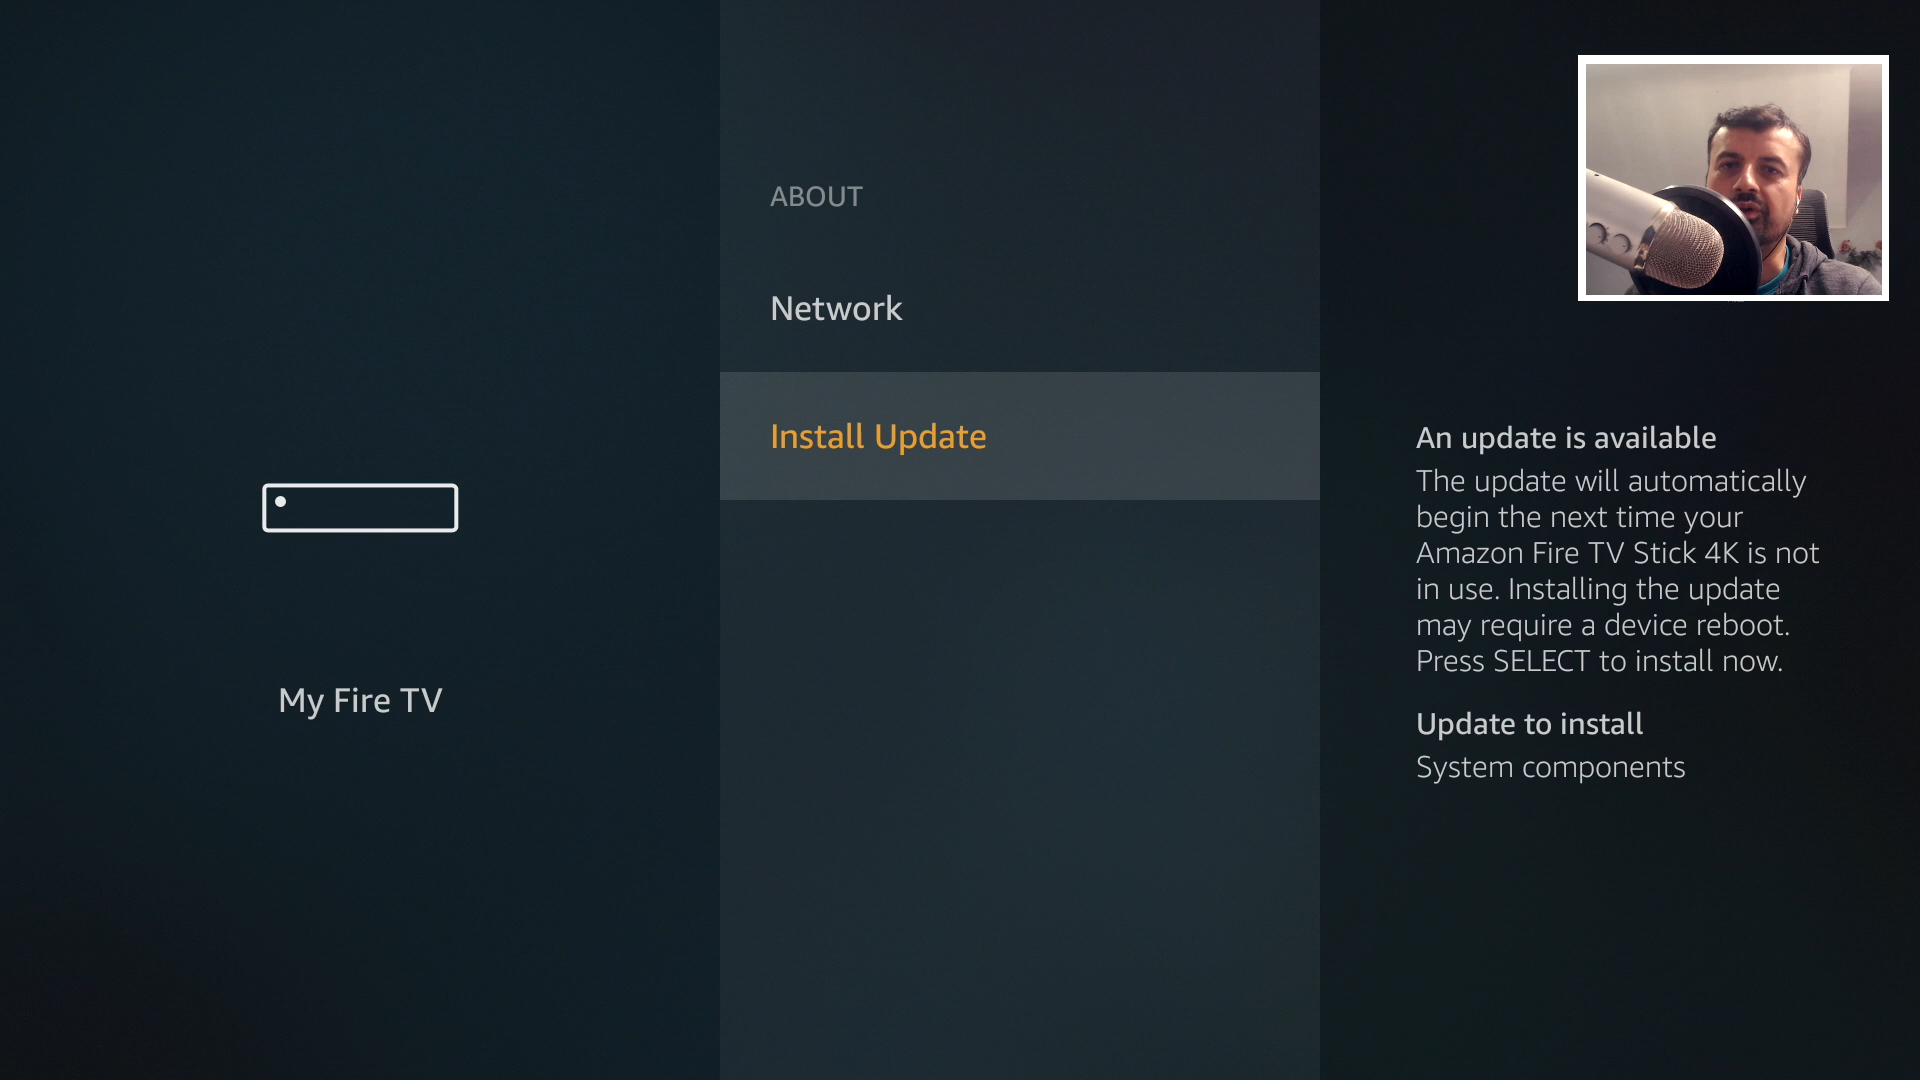 ABOUT
Network
Install Update
My Fire TV
An update is available
The update will automatically
begin the next time your
Amazon Fire TV Stick 4K is not
in use. Installing the update
may require a device reboot.
Press SELECT to install now.
Update to install
System components